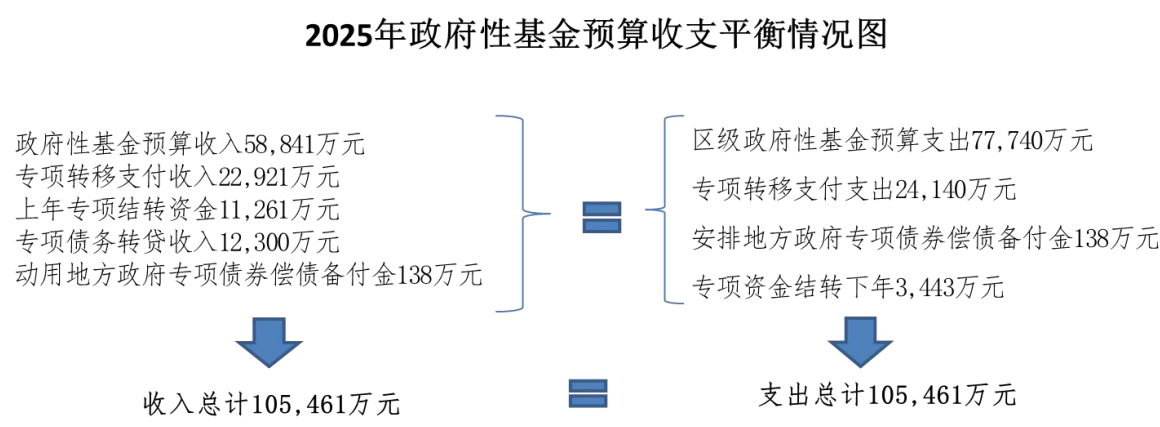 2025年政府性基金预算收支平衡情况图
政府性基金预算收入58,841万元
专项转移支付收入22,921万元
上年专项结转资金11,261万元
专项债务转贷收入12,300万元
动用地方政府专项债券偿债备付金138万元
区级政府性基金预算支出77,740万元
专项转移支付支出24,140万元
安排地方政府专项债券偿债备付金138万元
专项资金结转下年3,443万元
收入总计105,461万元
支出总计105,461万元